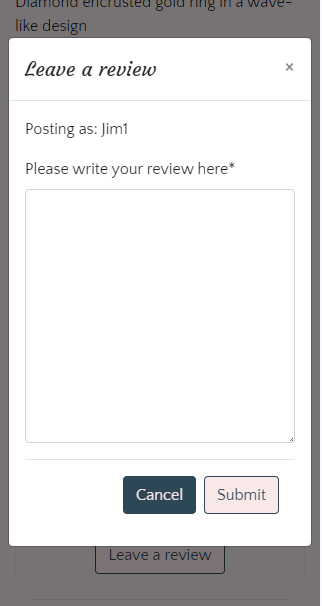 Diamond encrusted gold ring in a wave-
like design
Leave a review
×
Posting as: Jim1
Please write your review here*
Cancel
Submit
Leave a review